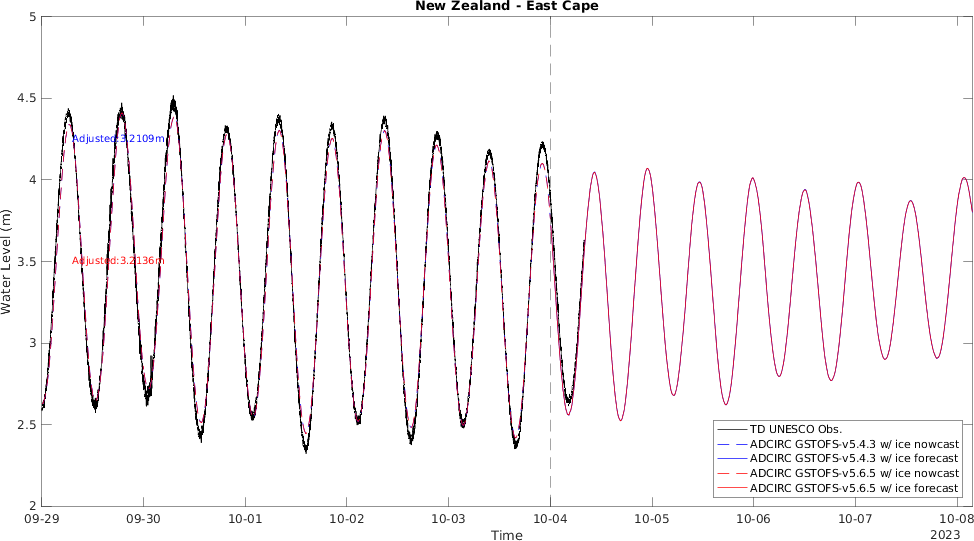 New Zealand - East Cape
5
4.5
4
3.5
3
2.5
2
Water Level (m)
Adjusted:3.2109m
Adjusted:3.2136m
TD UNESCO Obs.
ADCIRC GSTOFS-v5.4.3 w/ ice nowcast
ADCIRC GSTOFS-v5.4.3 w/ ice forecast
ADCIRC GSTOFS-v5.6.5 w/ ice nowcast
ADCIRC GSTOFS-v5.6.5 w/ ice forecast
09-29 09-30 10-01 10-02 10-03 10-04 10-05 10-06 10-07 10-08
2023
Time